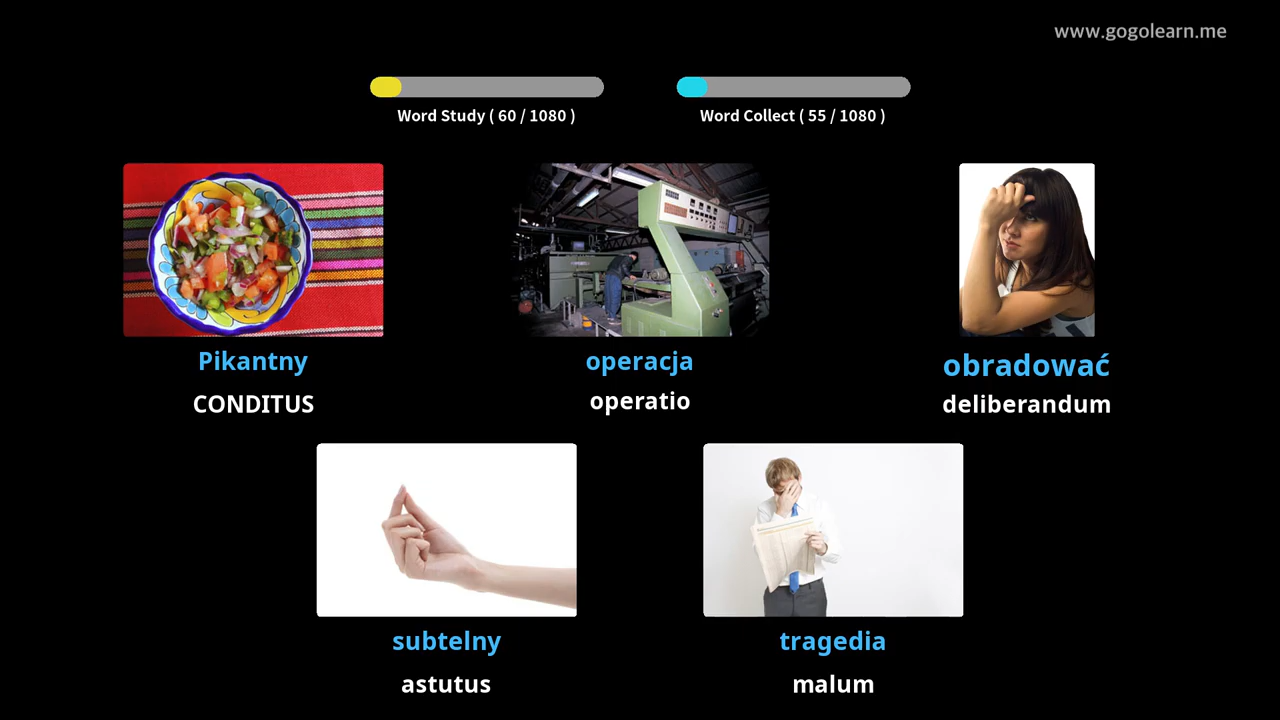 www.gogolearn.me
Word Study ( 60 / 1080 )
Word Collect ( 55 / 1080 )
Pikantny
CONDITUS
operacja
operatio
obradować
deliberandum
subtelny
astutus
tragedia
malum